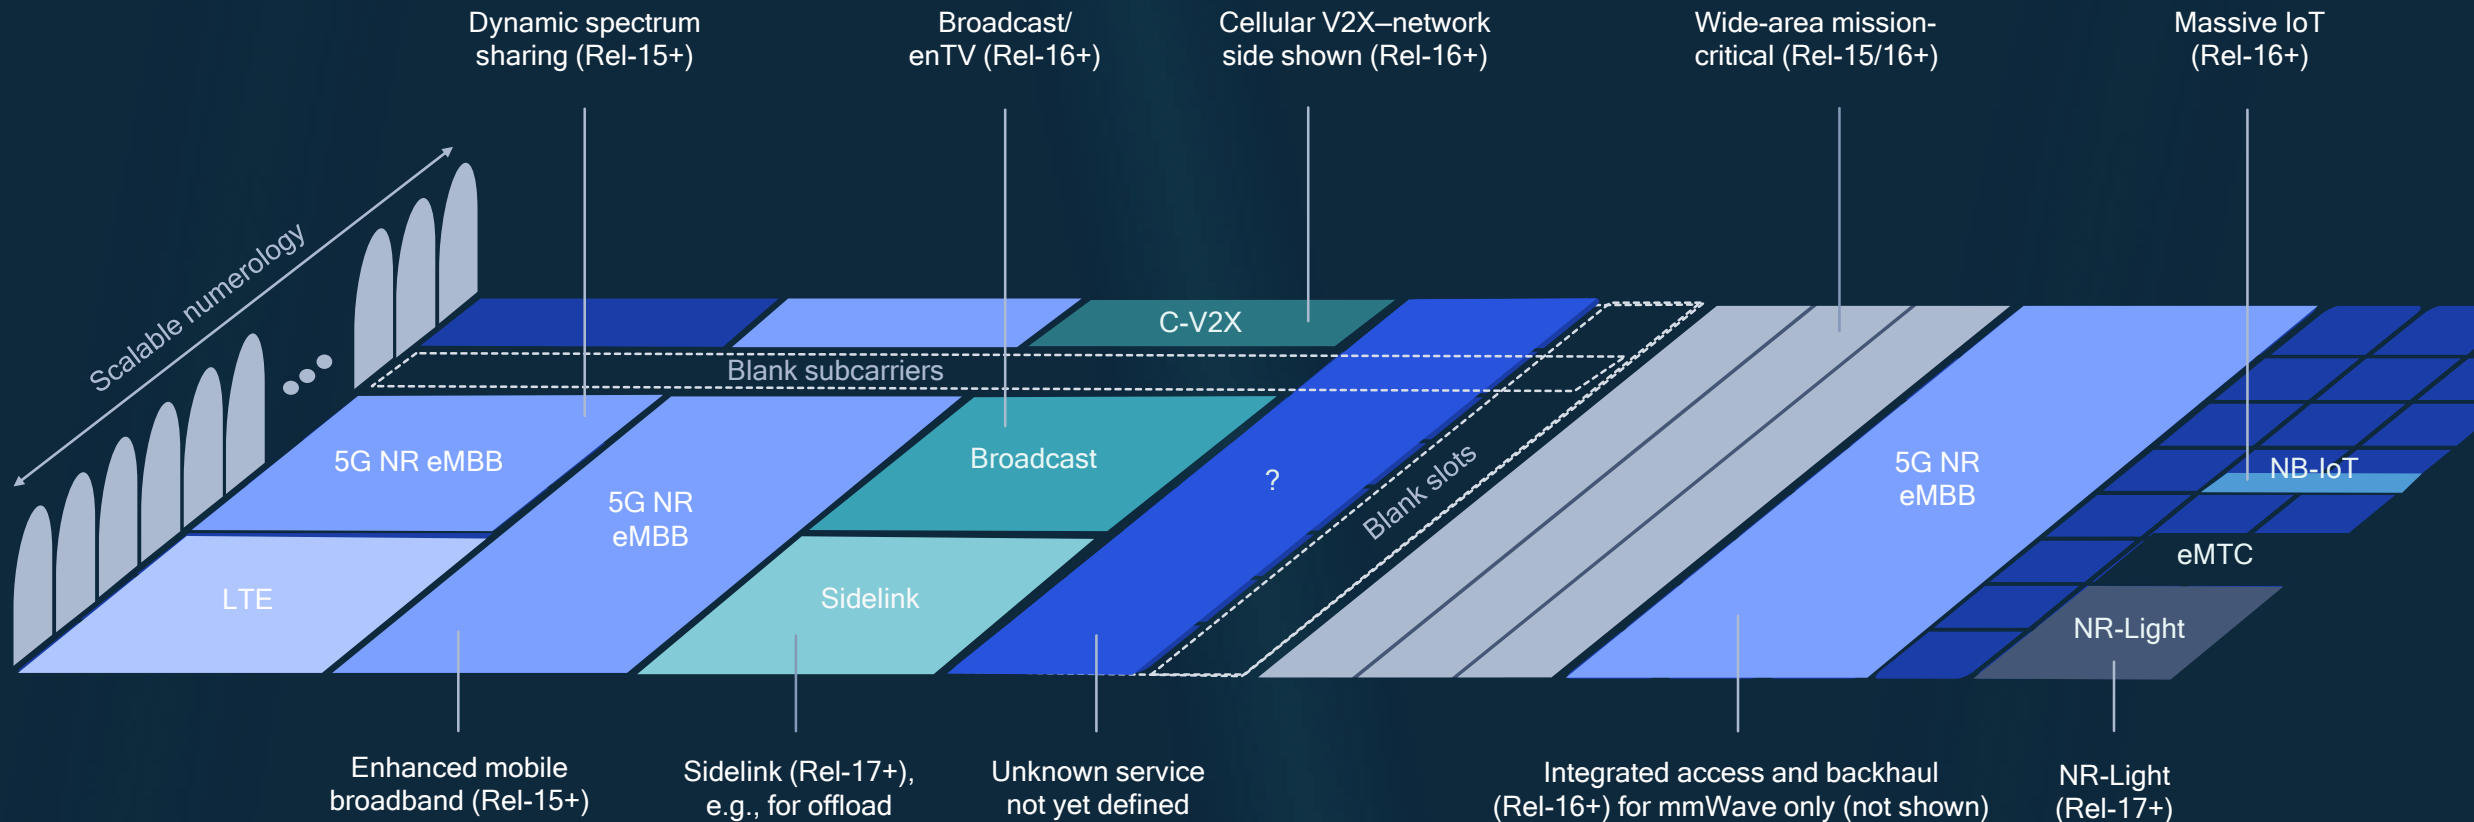 Dynamic spectrum
sharing (Rel-15+)
Broadcast/
enTV (Rel-16+)
Cellular V2X–network
side shown (Rel-16+)
Wide-area mission-
critical (Rel-15/16+)
Massive IoT
(Rel-16+)
Scalable numerology
C-V2X
Blank subcarriers
5G NR eMBB
5G NR
eMBB
Broadcast
?
Blank slots
5G NR
eMBB
NB-IoT
eMTC
LTE
Sidelink
NR-Light
Enhanced mobile
broadband (Rel-15+)
Sidelink (Rel-17+),
e.g., for offload
Unknown service
not yet defined
Integrated access and backhaul
(Rel-16+) for mmWave only (not shown)
NR-Light
(Rel-17+)